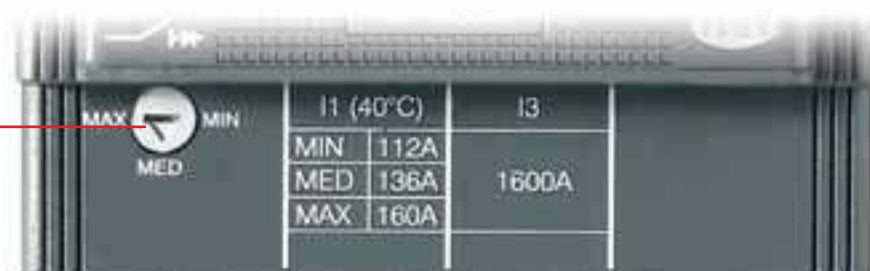 MAX MIN
MED
I1 (40°C) I3
MIN 112A
MED 136A 1600A
MAX 160A